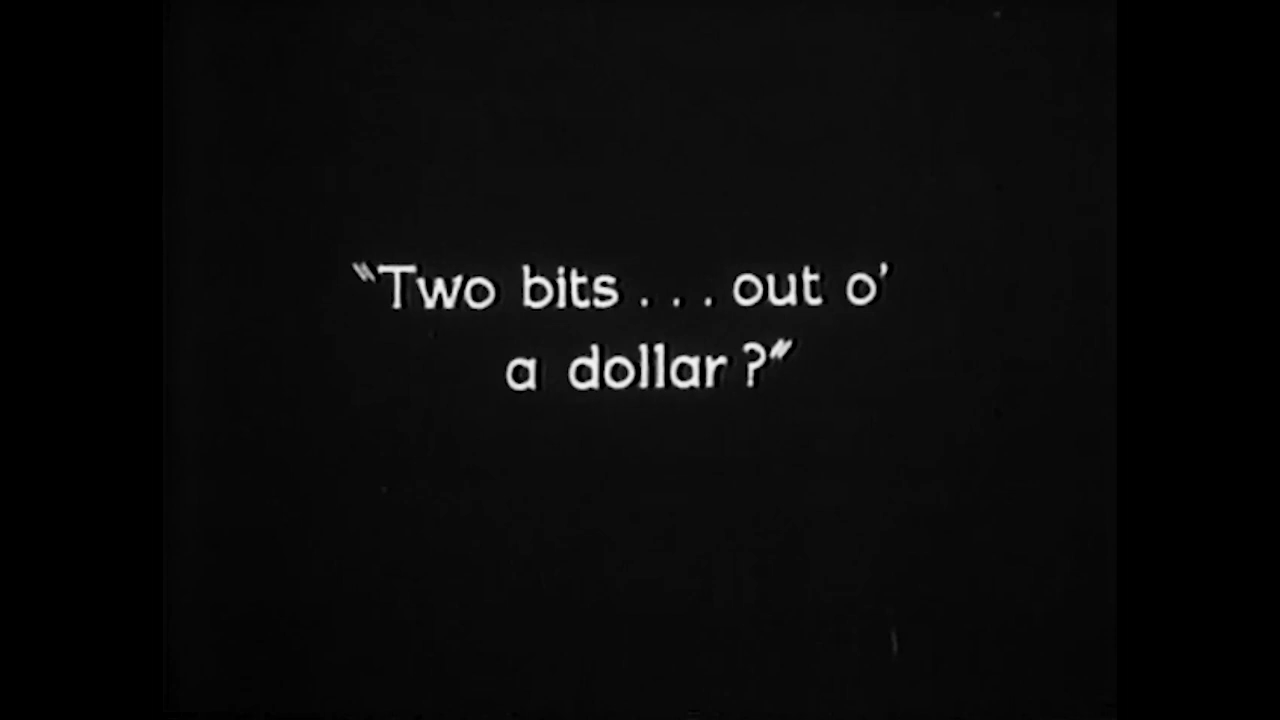 "Two bits . . . out o'
a dollar ?"